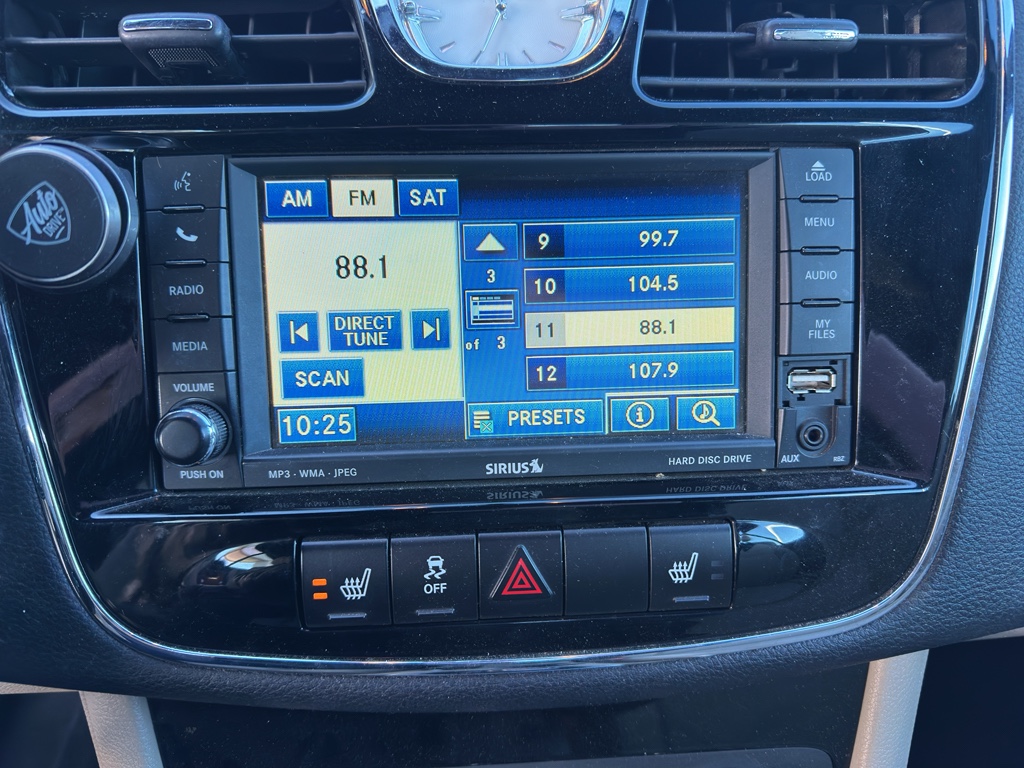 Auto
DRIVE
LOAD
MENU
AUDIO
MY
FILES
AUX
RBZ
RADIO
MEDIA
VOLUME
PUSH ON
AM FM SAT
88.1
DIRECT
TUNE
SCAN
10:25
3
of 3
9 99.7
10 104.5
11 88.1
12 107.9
PRESETS
i
MP3 · WMA · JPEG
SIRIUS
HARD DISC DRIVE
OFF